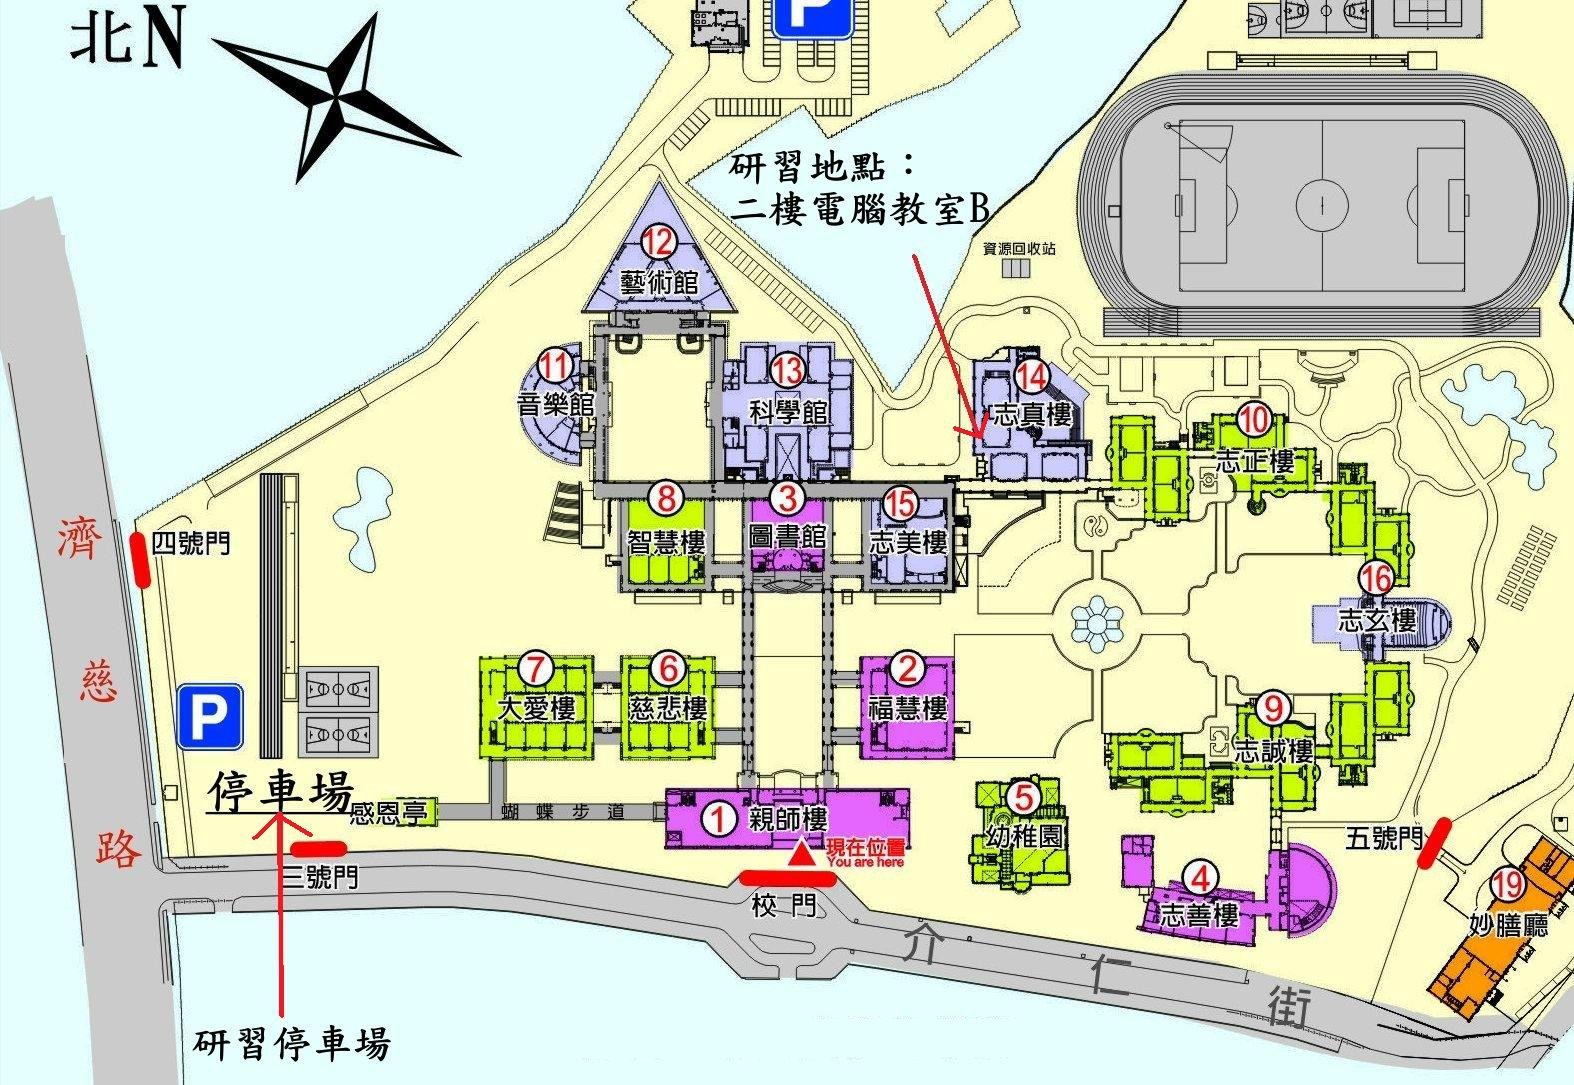 北N
P
研習地點：
二樓電腦教室B
資源回收站
12
藝術館
11
音樂館
13
科學館
14
志真樓
10
志正樓
8
智慧樓
3
圖書館
15
志美樓
四號門
濟慈路
16
志玄樓
7
大愛樓
6
慈悲樓
2
福慧樓
9
志誠樓
P
停車場
感恩亭
蝴蝶步道
1
親師樓
現在位置
You are here
5
幼稚園
五號門
三號門
校門
4
志善樓
19
妙膳廳
介仁街
研習停車場